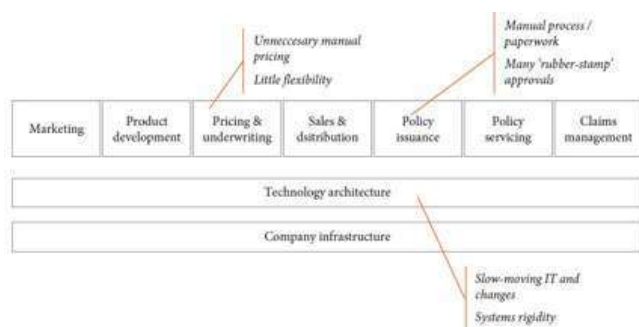 Unneccesary manual
pricing
Little flexibility
Manual process /
paperwork
Many 'rubber-stamp'
approvals
Marketing
Product
development
Pricing &
underwriting
Sales &
dsitribution
Policy
issuance
Policy
servicing
Claims
management
Technology architecture
Company infrastructure
Slow-moving IT and
changes
Systems rigidity